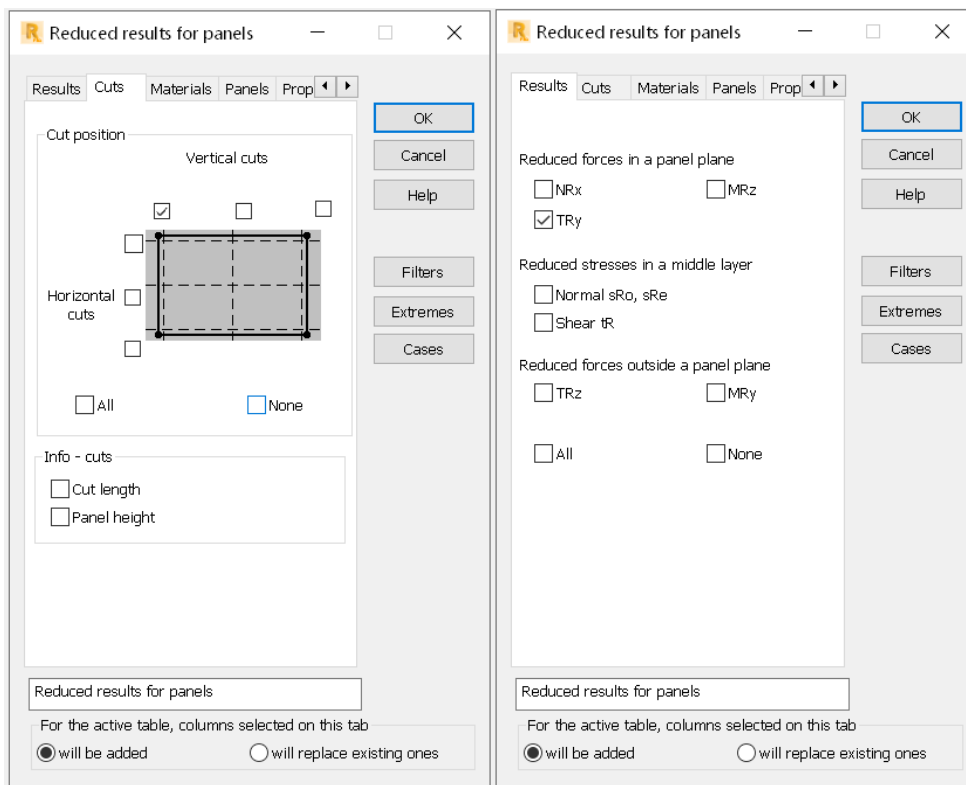 Reduced results for panels
Results Cuts Materials Panels Prop
OK
Cut position
Vertical cuts
Cancel
Help
Horizontal
cuts
Filters
Extremes
Cases
All None
Info - cuts
Cut length
Panel height
Reduced results for panels
For the active table, columns selected on this tab
will be added will replace existing ones
Reduced results for panels
Results Cuts Materials Panels Prop
OK
Reduced forces in a panel plane
Cancel
NRx MRz
Help
TRy
Reduced stresses in a middle layer
Filters
Normal sRo, sRe
Extremes
Shear tR
Cases
Reduced forces outside a panel plane
TRz MRy
All None
Reduced results for panels
For the active table, columns selected on this tab
will be added will replace existing ones